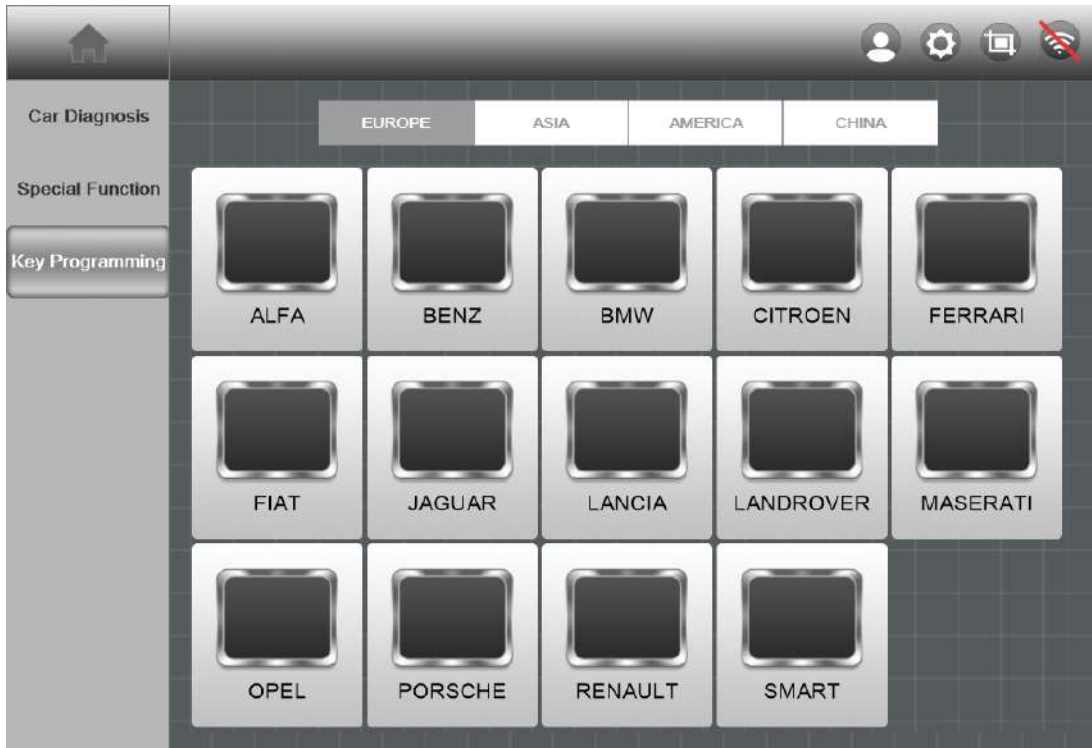 Car Diagnosis
Special Function
Key Programming
EUROPE ASIA AMERICA CHINA
ALFA BENZ BMW CITROEN FERRARI
FIAT JAGUAR LANCIA LANDROVER MASERATI
OPEL PORSCHE RENAULT SMART